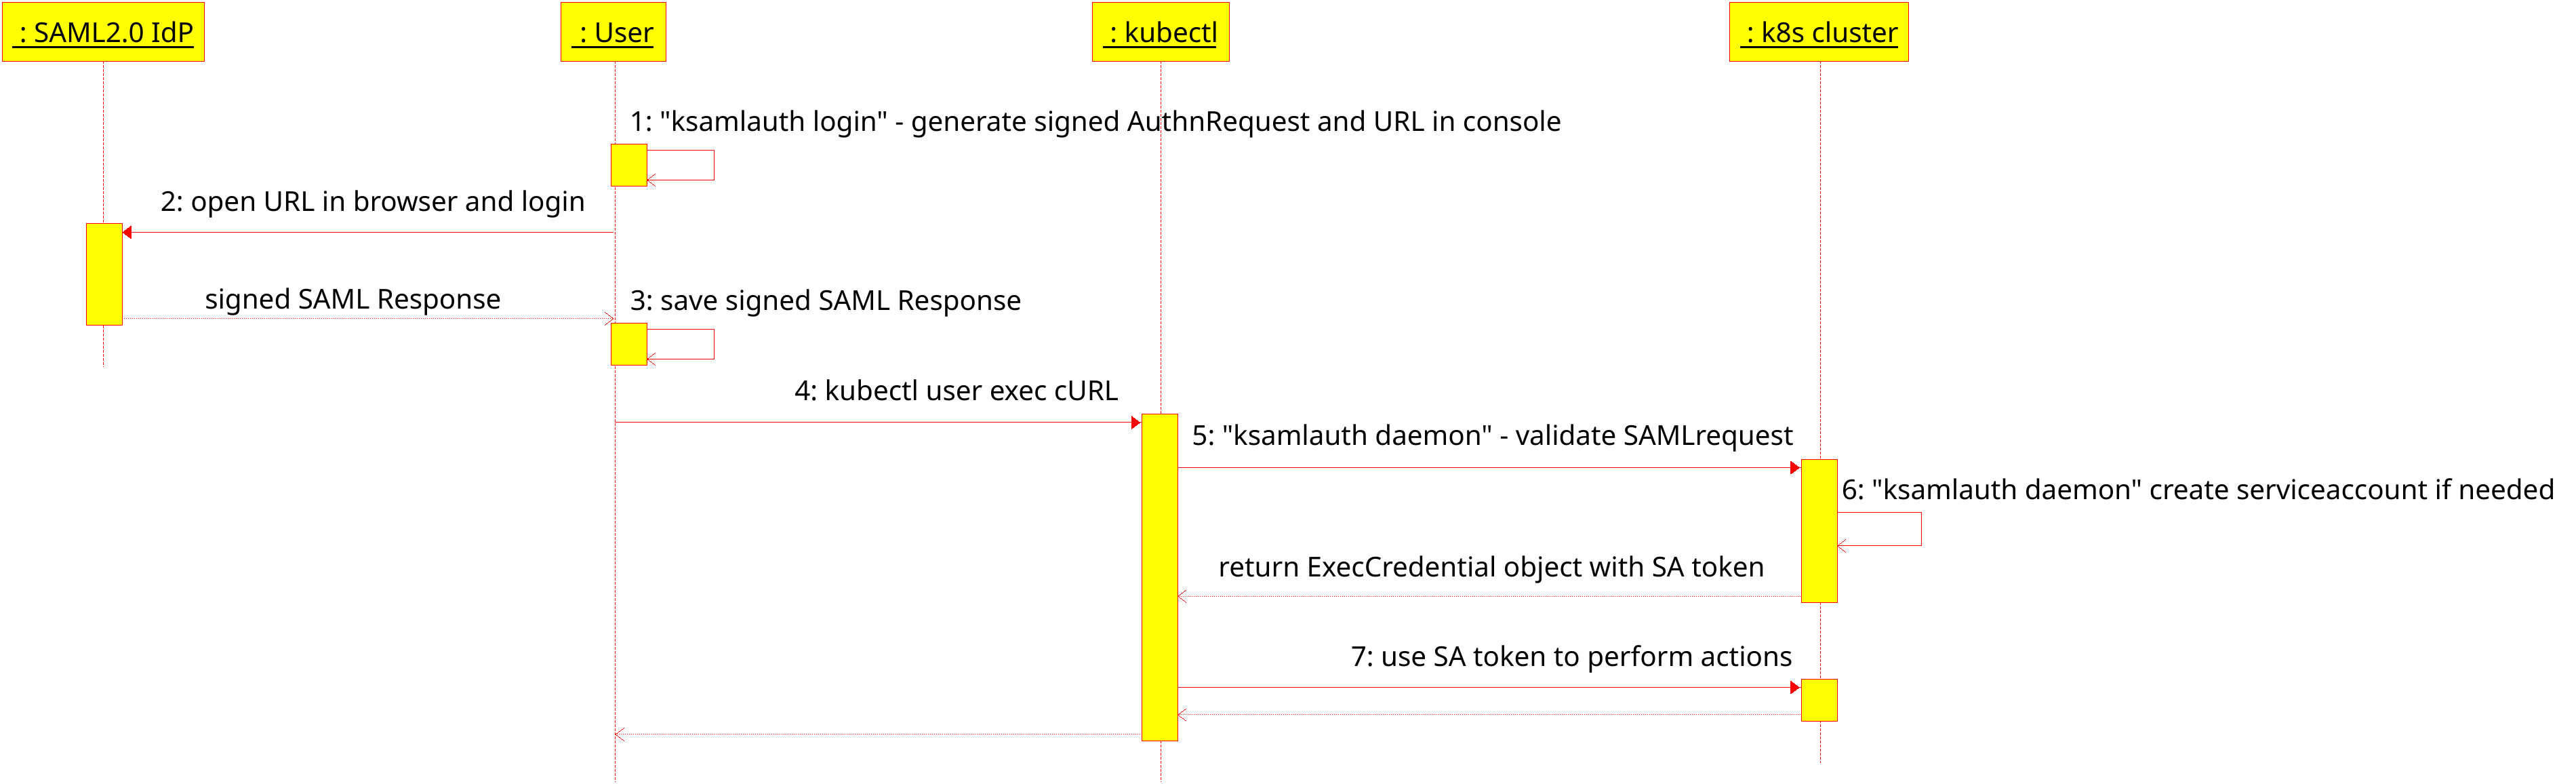 : SAML2.0 IdP
: User
: kubectl
: k8s cluster
1: "ksamlauth login" - generate signed AuthnRequest and URL in console
2: open URL in browser and login
signed SAML Response
3: save signed SAML Response
4: kubectl user exec cURL
5: "ksamlauth daemon" - validate SAMLrequest
6: "ksamlauth daemon" create serviceaccount if needed
return ExecCredential object with SA token
7: use SA token to perform actions